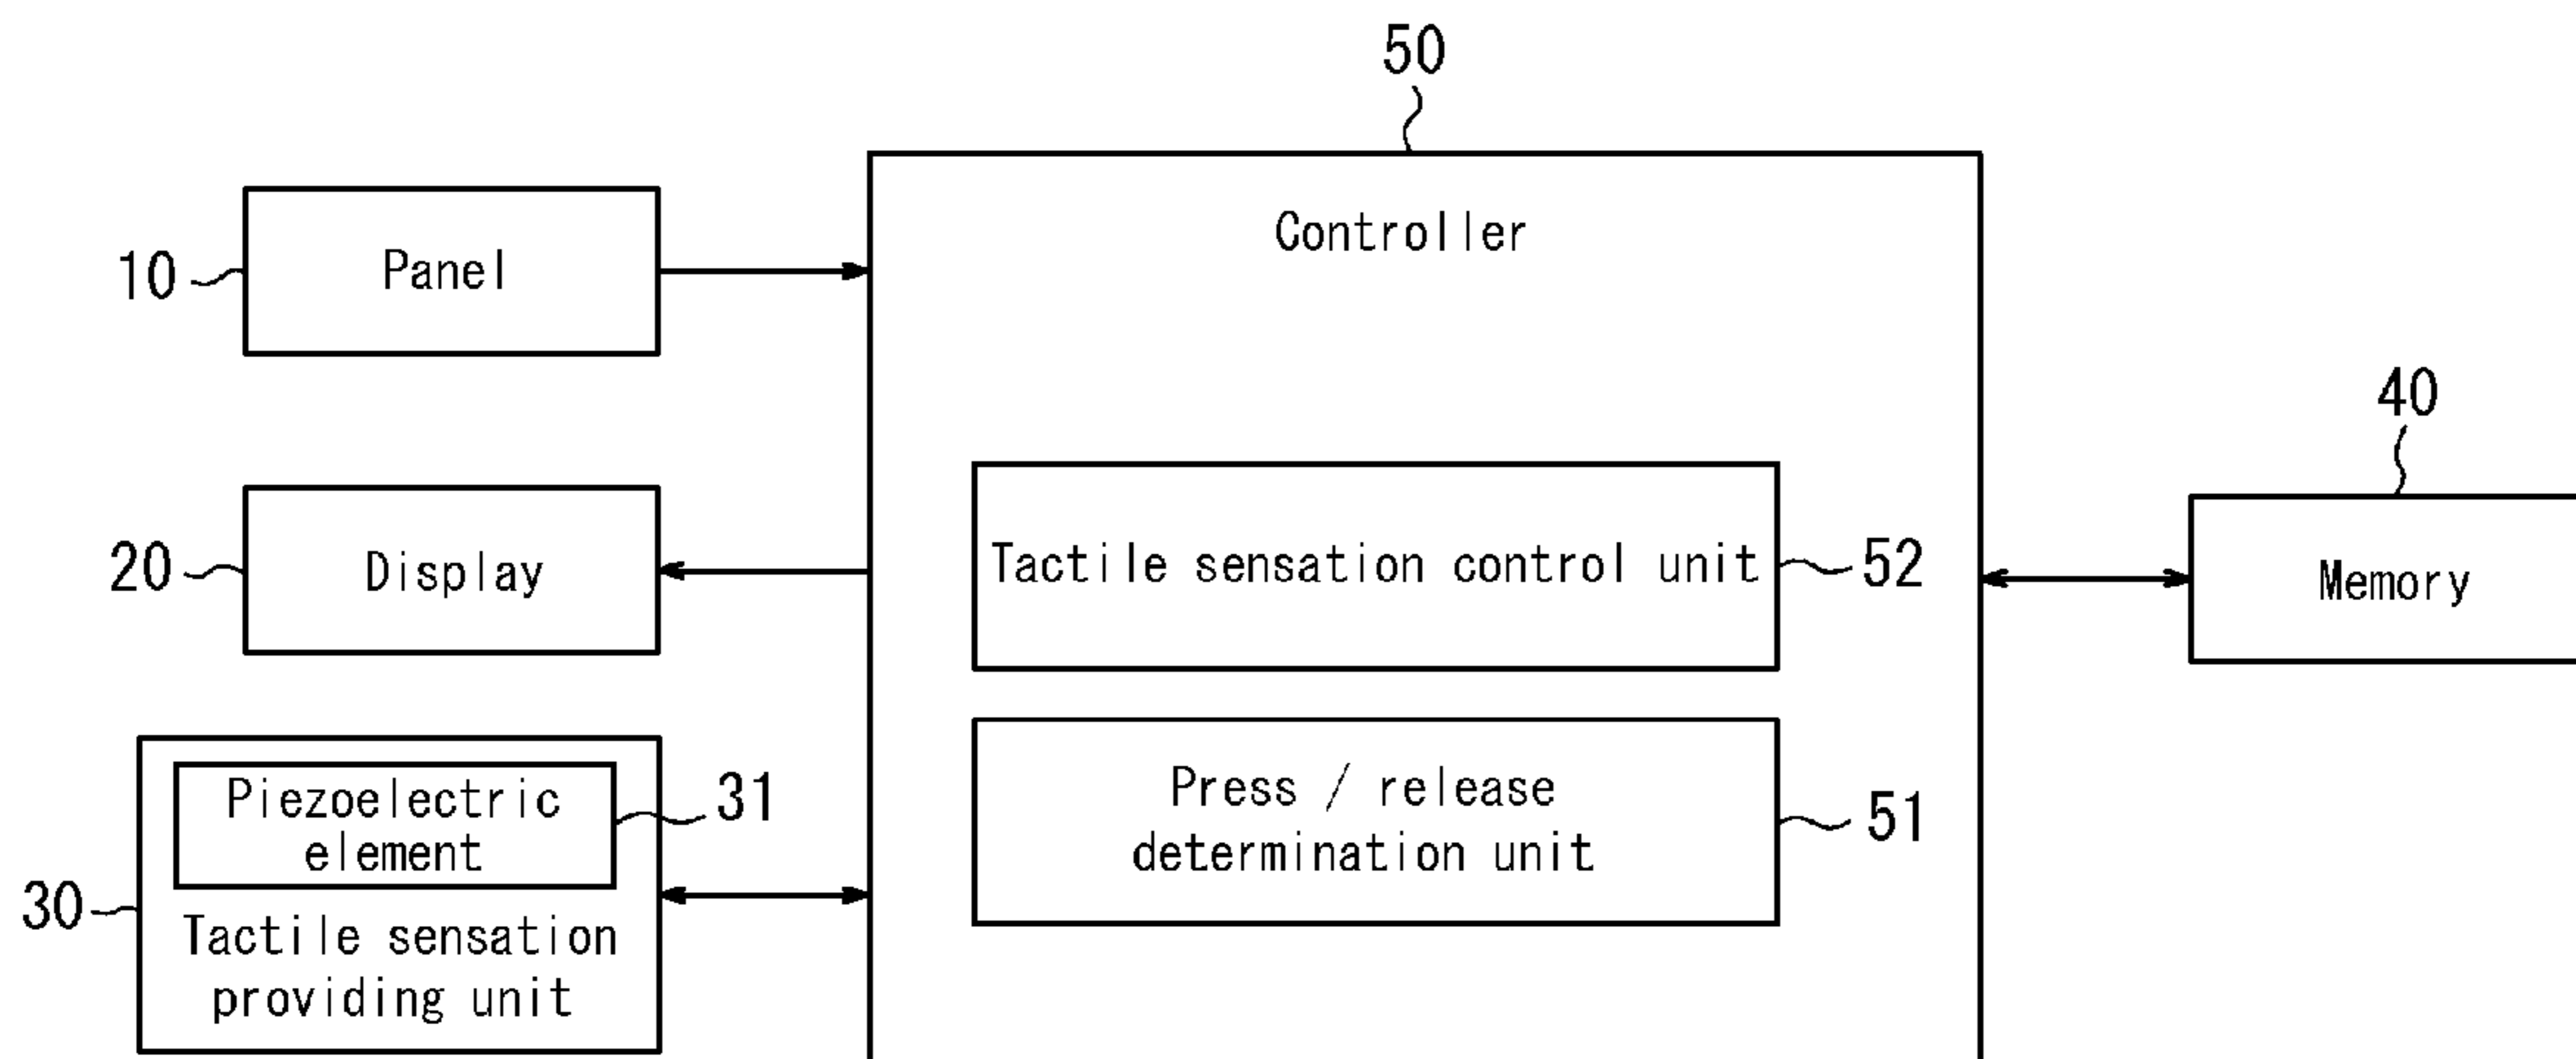 50
Controller
10
Panel
40
20
Display
Tactile sensation control unit
52
Memory
Piezoelectric
element
31
Press / release
determination unit
51
30
Tactile sensation
providing unit